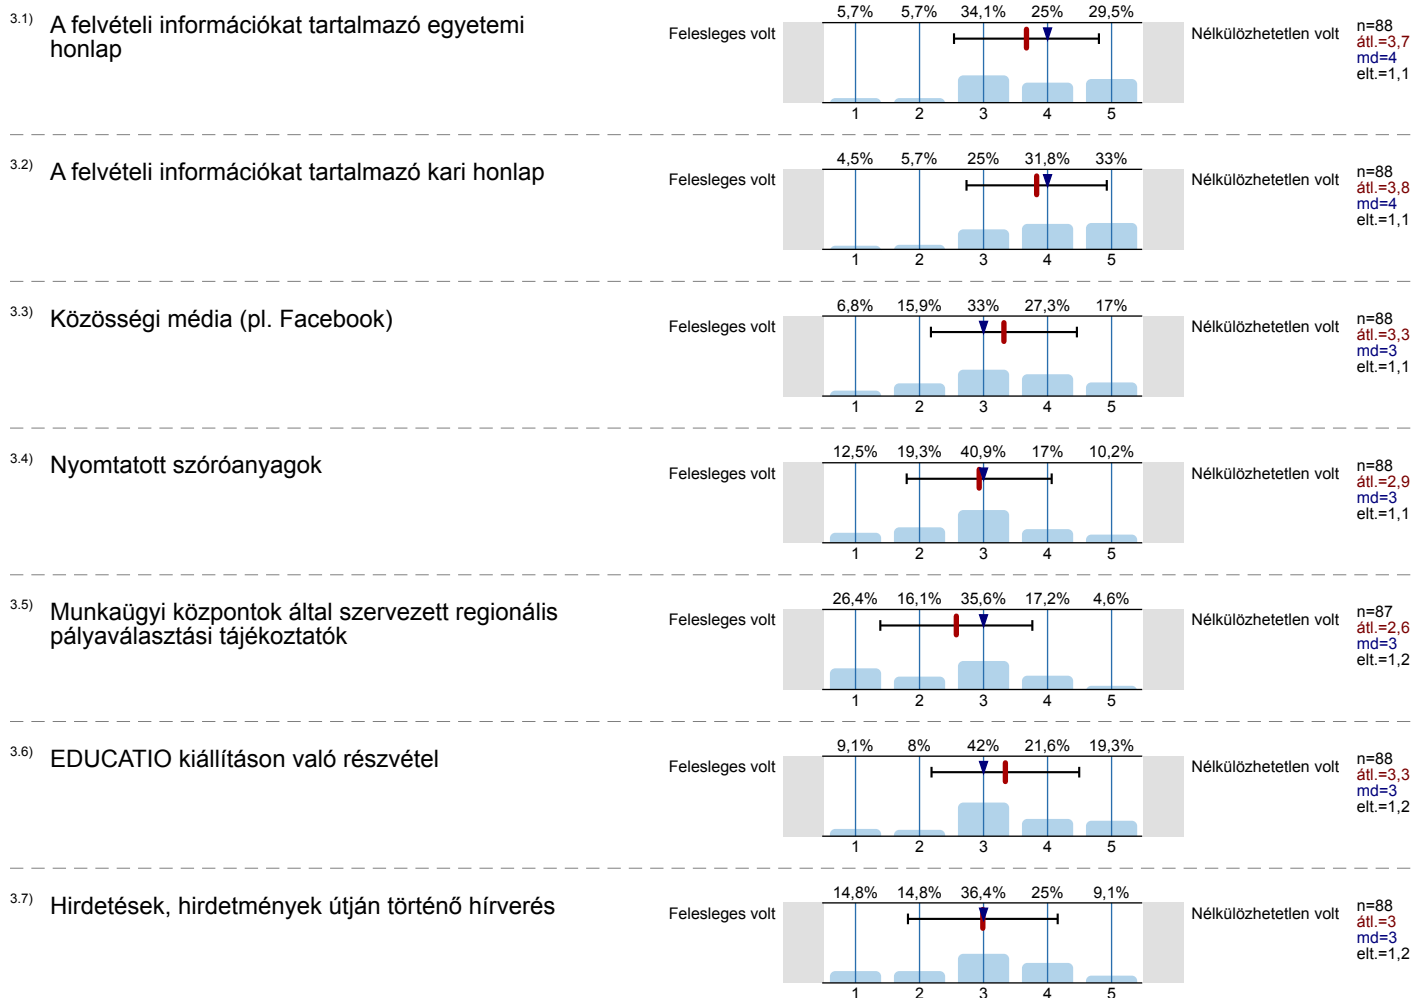 3.1) A felvételi információkat tartalmazó egyetemi
honlap
5,7% 5,7% 34,1% 25% 29,5%
Felesleges volt
Nélkülözhetetlen volt
n=88
átl.=3,7
md=4
elt.=1,1
1 2 3 4 5
3.2) A felvételi információkat tartalmazó kari honlap
4,5% 5,7% 25% 31,8% 33%
Felesleges volt
Nélkülözhetetlen volt
n=88
átl.=3,8
md=4
elt.=1,1
1 2 3 4 5
3.3) Közösségi média (pl. Facebook)
6,8% 15,9% 33% 27,3% 17%
Felesleges volt
Nélkülözhetetlen volt
n=88
átl.=3,3
md=3
elt.=1,1
1 2 3 4 5
3.4) Nyomtatott szóróanyagok
12,5% 19,3% 40,9% 17% 10,2%
Felesleges volt
Nélkülözhetetlen volt
n=88
átl.=2,9
md=3
elt.=1,1
1 2 3 4 5
3.5) Munkaügyi központok által szervezett regionális
pályaválasztási tájékoztatók
26,4% 16,1% 35,6% 17,2% 4,6%
Felesleges volt
Nélkülözhetetlen volt
n=87
átl.=2,6
md=3
elt.=1,2
1 2 3 4 5
3.6) EDUCATIO kiállításon való részvétel
9,1% 8% 42% 21,6% 19,3%
Felesleges volt
Nélkülözhetetlen volt
n=88
átl.=3,3
md=3
elt.=1,2
1 2 3 4 5
3.7) Hirdetések, hirdetmények útján történő hírverés
14,8% 14,8% 36,4% 25% 9,1%
Felesleges volt
Nélkülözhetetlen volt
n=88
átl.=3
md=3
elt.=1,2
1 2 3 4 5